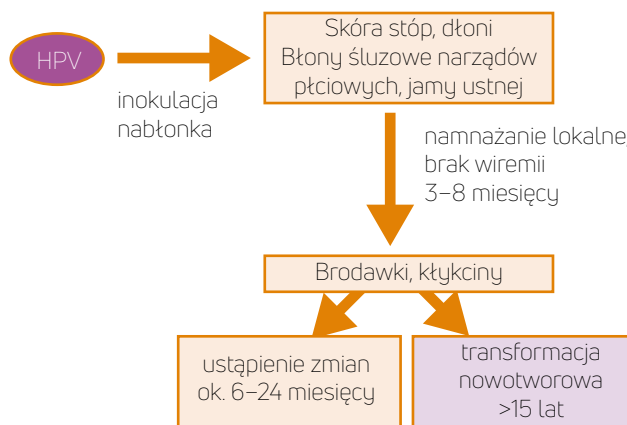 HPV
inokulacja
nabłonka
Skóra stóp, dłoni
Błony śluzowe narządów
płciowych, jamy ustnej
namnażanie lokalne,
brak wiremii
3–8 miesięcy
Brodawki, kłykciny
ustąpienie zmian
ok. 6–24 miesięcy
transformacja
nowotworowa
>15 lat